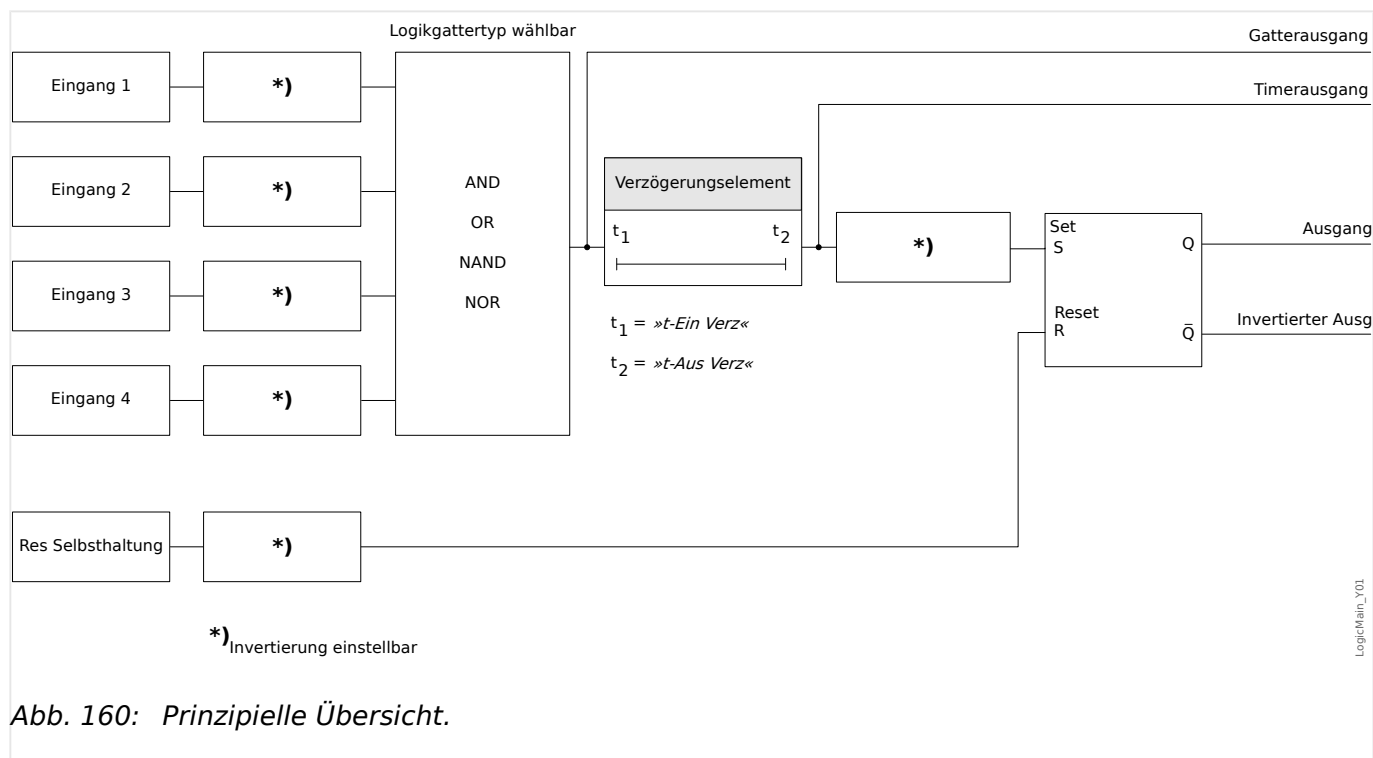 Logikgattertyp wählbar
Gatterausgang
Timerausgang
Eingang 1
*)
Eingang 2
*)
Eingang 3
*)
Eingang 4
*)
AND
OR
NAND
NOR
Verzögerungselement
t1
t2
t1 = »t-Ein Verz«
t2 = »t-Aus Verz«
*)
Set
S
Reset
R
Q
Q̅
Ausgang
Invertierter Ausg
Res Selbsthaltung
*)
*) Invertierung einstellbar
LogicMain_Y01
Abb. 160: Prinzipielle Übersicht.